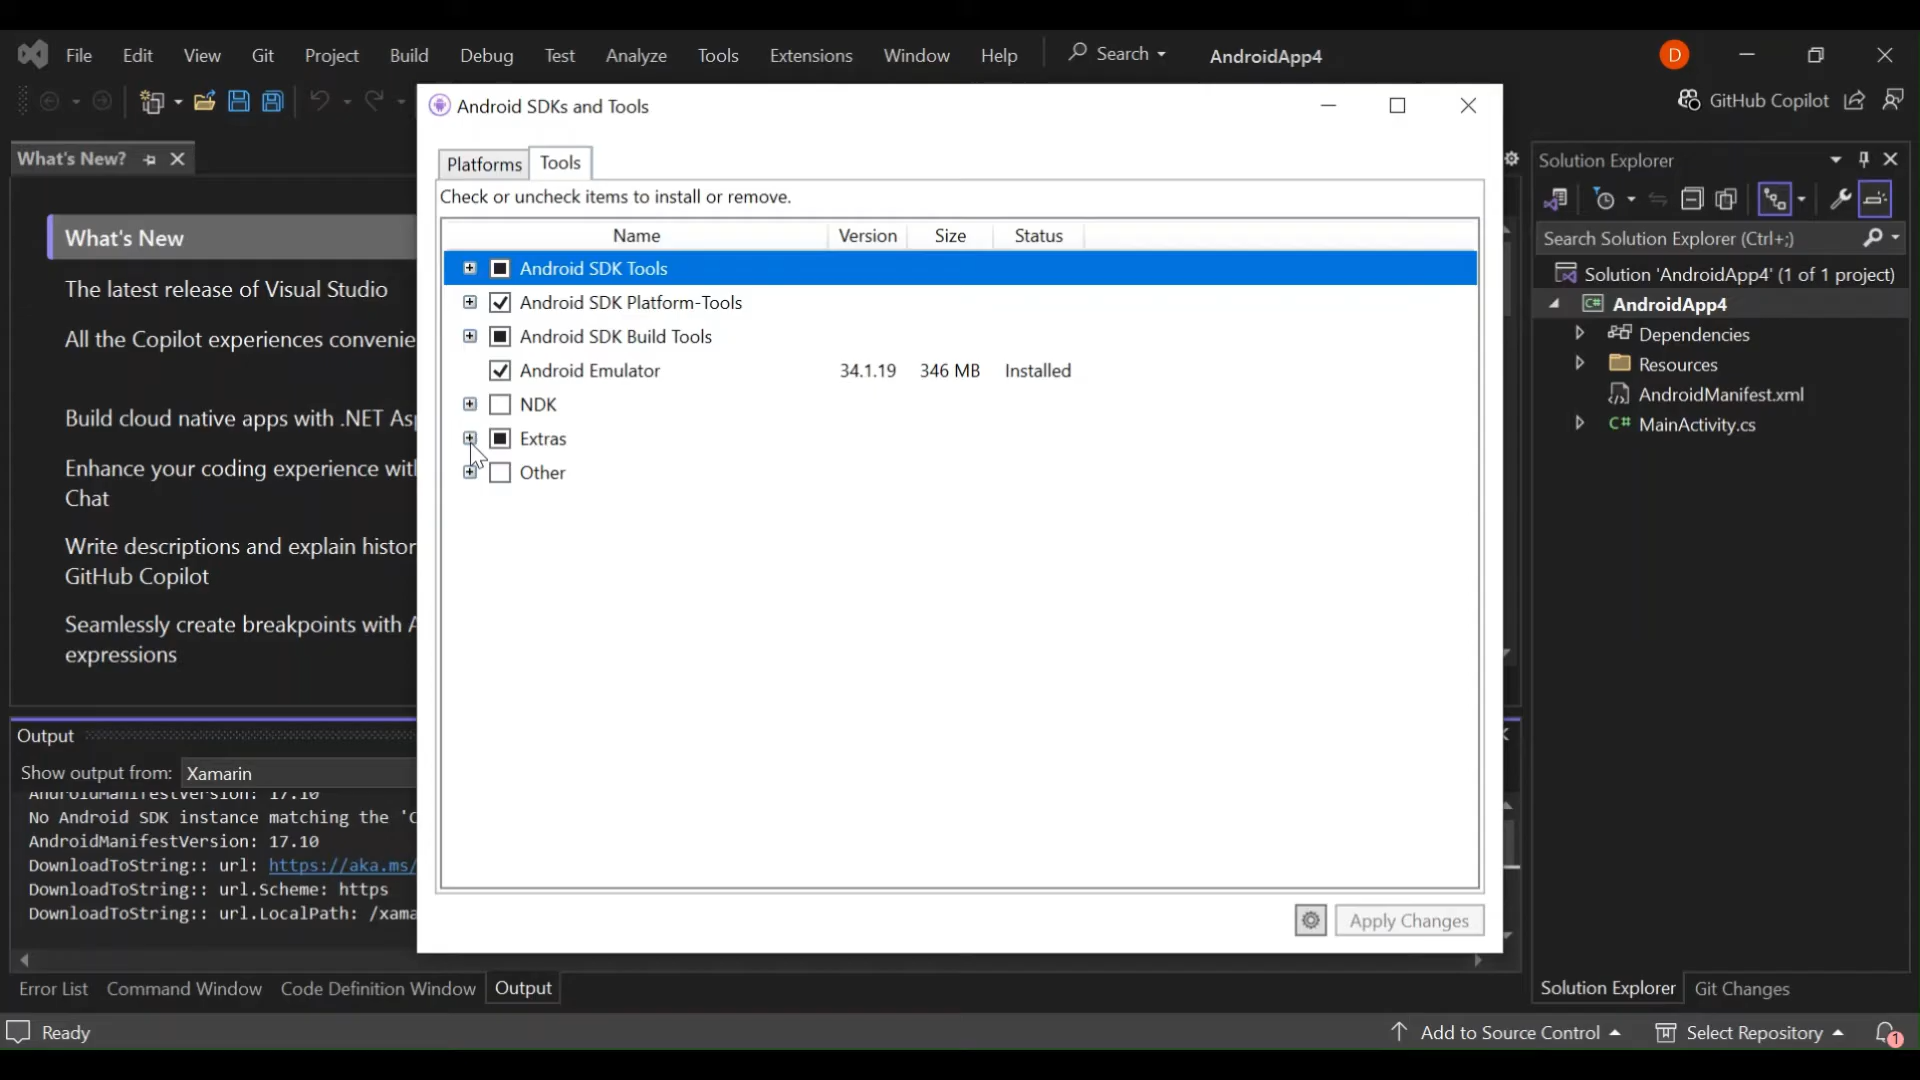 File Edit View Git Project Build Debug Test Analyze Tools Extensions Window Help Search AndroidApp4 D
GitHub Copilot
Android SDKs and Tools
What's New?
Platforms Tools
Check or uncheck items to install or remove.
Name Version Size Status
Android SDK Tools
Android SDK Platform-Tools
Android SDK Build Tools
Android Emulator 34.1.19 346 MB Installed
NDK
Extras
Other
Apply Changes
What's New
The latest release of Visual Studio
All the Copilot experiences convenie
Build cloud native apps with .NET As
Enhance your coding experience wit
Chat
Write descriptions and explain histor
GitHub Copilot
Seamlessly create breakpoints with A
expressions
Output
Show output from: Xamarin
AndroidManifestVersion: 17.10
No Android SDK instance matching the 'C
AndroidManifestVersion: 17.10
DownloadToString:: url: https://aka.ms/
DownloadToString:: url.Scheme: https
DownloadToString:: url.LocalPath: /xama
Error List Command Window Code Definition Window Output
Solution Explorer
Search Solution Explorer (Ctrl+;)
Solution 'AndroidApp4' (1 of 1 project)
AndroidApp4
Dependencies
Resources
AndroidManifest.xml
C# MainActivity.cs
Solution Explorer Git Changes
Ready Add to Source Control Select Repository 1